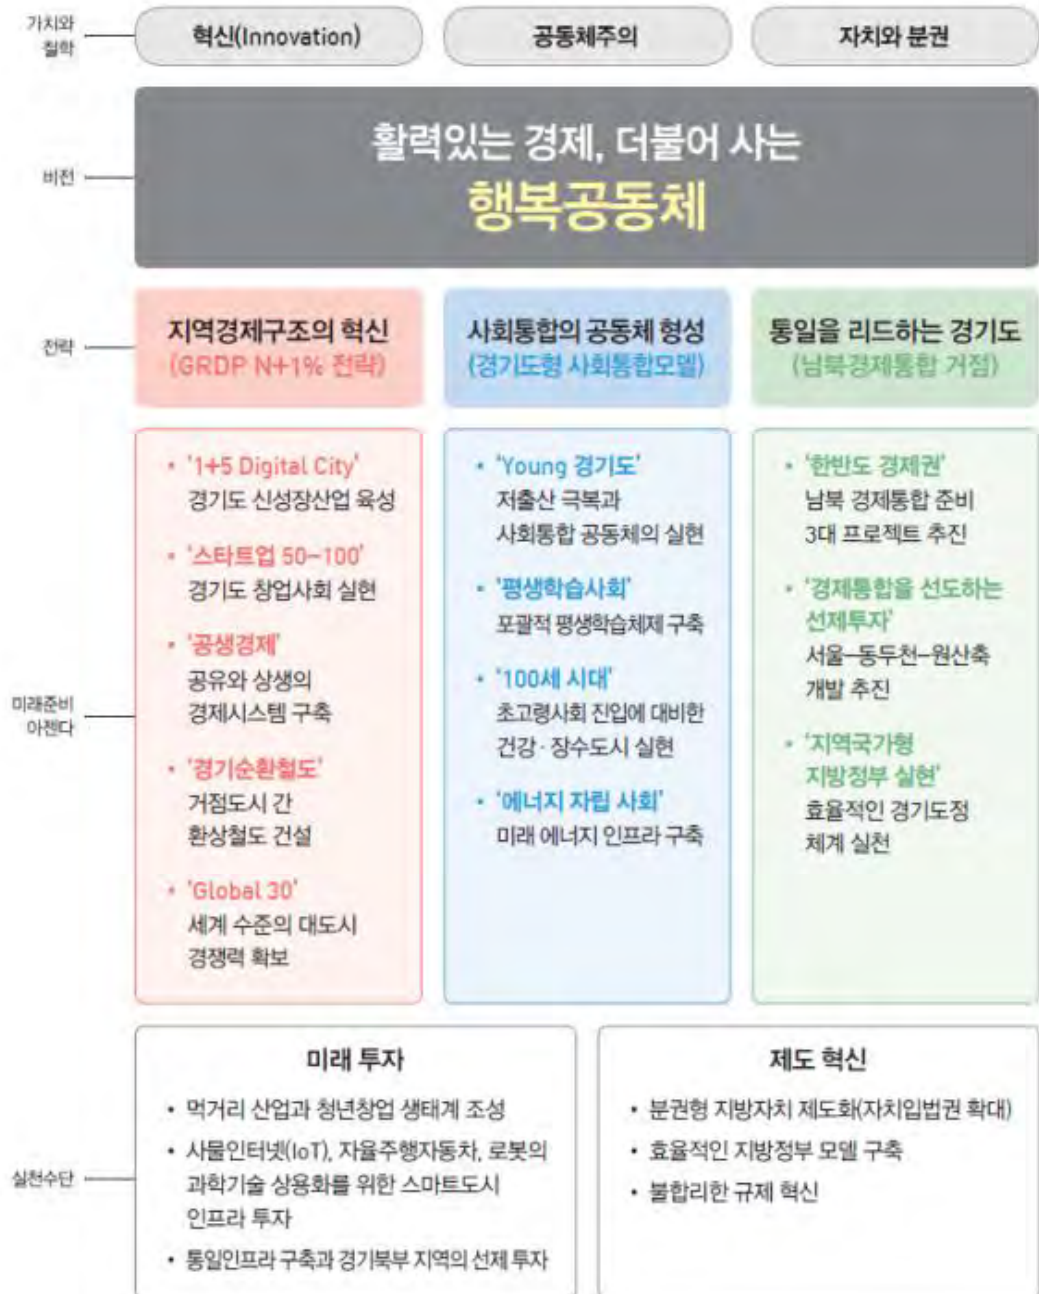 가치와
철학
혁신(Innovation)
공동체주의
자치와 분권
비전
활력있는 경제, 더불어 사는
행복공동체
전략
지역경제구조의 혁신
(GRDP N+1% 전략)
사회통합의 공동체 형성
(경기도형 사회통합모델)
통일을 리드하는 경기도
(남북경제통합 거점)
미래준비
아젠다
• '1+5 Digital City'
경기도 신성장산업 육성
• '스타트업 50-100'
경기도 창업사회 실현
• '공생경제'
공유와 상생의
경제시스템 구축
• '경기순환철도'
거점도시 간
환상철도 건설
• 'Global 30'
세계 수준의 대도시
경쟁력 확보
• 'Young 경기도'
저출산 극복과
사회통합 공동체의 실현
• '평생학습사회'
포괄적 평생학습체제 구축
• '100세 시대'
초고령사회 진입에 대비한
건강·장수도시 실현
• '에너지 자립 사회'
미래 에너지 인프라 구축
• '한반도 경제권'
남북 경제통합 준비
3대 프로젝트 추진
• '경제통합을 선도하는
선제투자'
서울-동두천-원산축
개발 추진
• '지역국가형
지방정부 실현'
효율적인 경기도정
체계 실천
실천수단
미래 투자
• 먹거리 산업과 청년창업 생태계 조성
• 사물인터넷(IoT), 자율주행자동차, 로봇의
과학기술 상용화를 위한 스마트도시
인프라 투자
• 통일인프라 구축과 경기북부 지역의 선제 투자
제도 혁신
• 분권형 지방자치 제도화(자치입법권 확대)
• 효율적인 지방정부 모델 구축
• 불합리한 규제 혁신